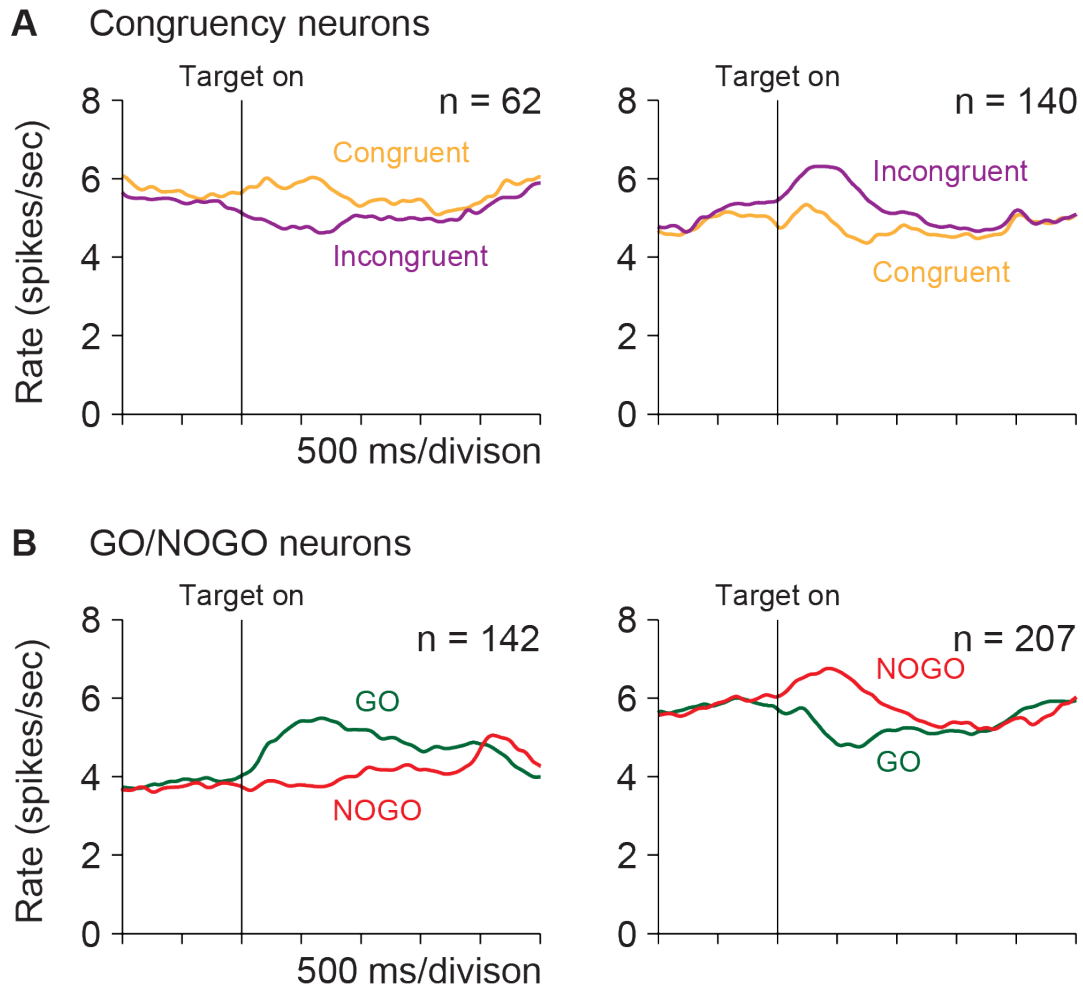 A Congruency neurons
Target on
n = 62
8
6
4
2
0
Rate (spikes/sec)
Congruent
Incongruent
500 ms/divison
Target on
n = 140
8
6
4
2
0
Incongruent
Congruent
B GO/NOGO neurons
Target on
n = 142
8
6
4
2
0
Rate (spikes/sec)
GO
NOGO
500 ms/divison
Target on
n = 207
8
6
4
2
0
NOGO
GO